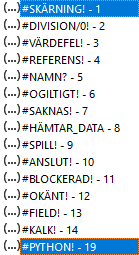 (...) #SKÄRNING! - 1
(...) #DIVISION/0! - 2
(...) #VÄRDEFEL! - 3
(...) #REFERENS! - 4
(...) #NAMN? - 5
(...) #OGILTIGT! - 6
(...) #SAKNAS! - 7
(...) #HÄMTAR_DATA - 8
(...) #SPILL! - 9
(...) #ANSLUT! - 10
(...) #BLOCKERAD! - 11
(...) #OKÄNT! - 12
(...) #FIELD! - 13
(...) #KALK! - 14
(...) #PYTHON! - 19